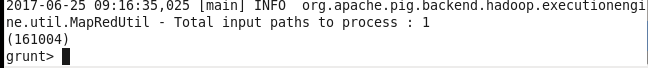 2017-06-25 09:16:35,025 [main] INFO  org.apache.pig.backend.hadoop.executionengi
ne.util.MapRedUtil - Total input paths to process : 1
(161004)
grunt>